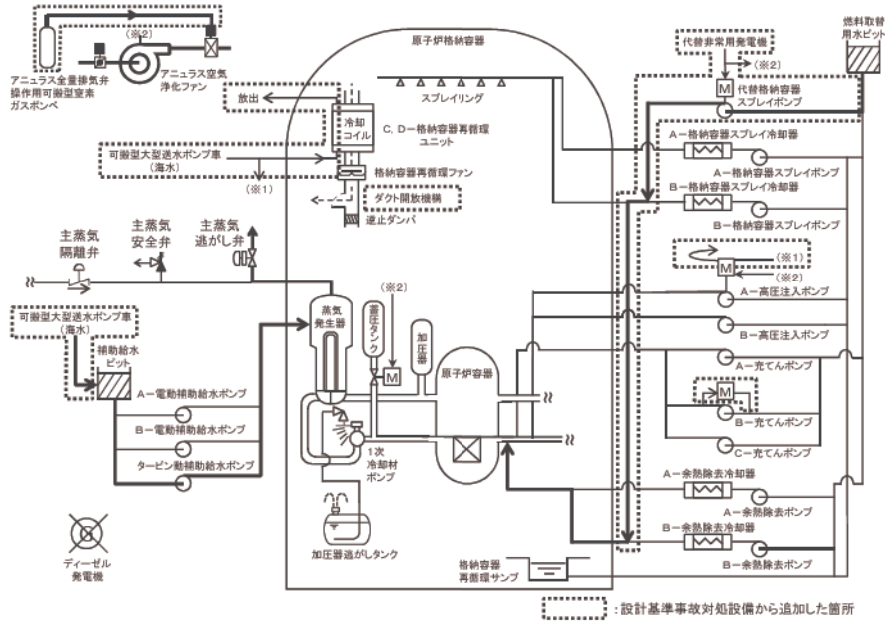 (※2)
アニュラス全量排気弁
操作用可搬型窒素
ガスボンベ
アニュラス空気
浄化ファン
原子炉格納容器
代替非常用発電機
(※2)
燃料取替
用水ピット
M
代替格納容器
スプレイポンプ
スプレイリング
放出
冷却
コイル
C, D-格納容器再循環
ユニット
可搬型大型送水ポンプ車
(海水)
(※1)
格納容器再循環ファン
ダクト開放機構
逆止ダンパ
A-格納容器スプレイ冷却器
A-格納容器スプレイポンプ
B-格納容器スプレイ冷却器
B-格納容器スプレイポンプ
主蒸気
隔離弁
主蒸気
安全弁
主蒸気
逃がし弁
(※1)
M
(※2)
A-高圧注入ポンプ
B-高圧注入ポンプ
可搬型大型送水ポンプ車
(海水)
補助給水
ピット
蒸気
発生器
蓄圧タンク
(※2)
M
加圧器
原子炉容器
A-充てんポンプ
M
B-充てんポンプ
C-充てんポンプ
A-電動補助給水ポンプ
B-電動補助給水ポンプ
タービン動補助給水ポンプ
1次
冷却材
ポンプ
加圧器逃がしタンク
A-余熱除去冷却器
A-余熱除去ポンプ
B-余熱除去冷却器
B-余熱除去ポンプ
ディーゼル
発電機
格納容器
再循環サンプ
:設計基準事故対処設備から追加した箇所